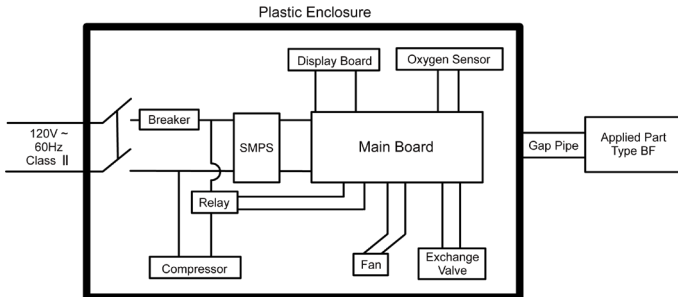 Plastic Enclosure
Display Board
Oxygen Sensor
120V ~
60Hz
Class II
Breaker
SMPS
Main Board
Gap Pipe
Applied Part
Type BF
Relay
Compressor
Fan
Exchange
Valve